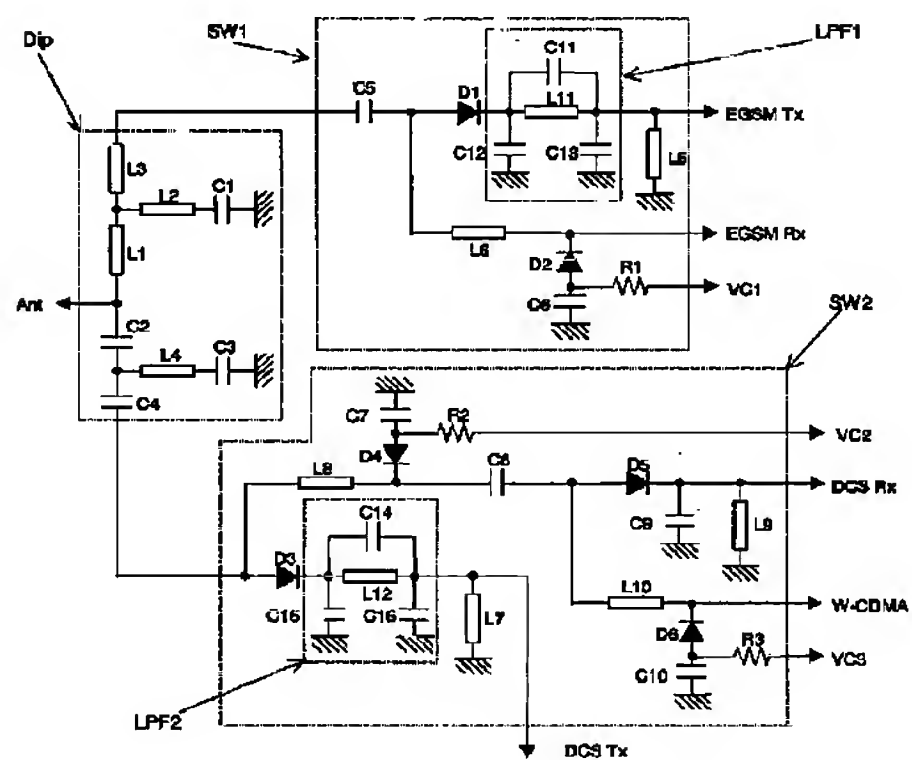 Dip
SW1
LPF1
C11
C5
D1
L11
EGSM Tx
C12
C13
L5
L3
L2
C1
L6
EGSM Rx
L1
D2
R1
VC1
C6
Ant
SW2
C2
L4
C3
C4
C7
R2
VC2
D4
L8
C8
D5
DCS Rx
C14
C9
L9
D3
L12
L10
W-CDMA
C15
C16
L7
D6
R3
VC3
C10
LPF2
DCS Tx